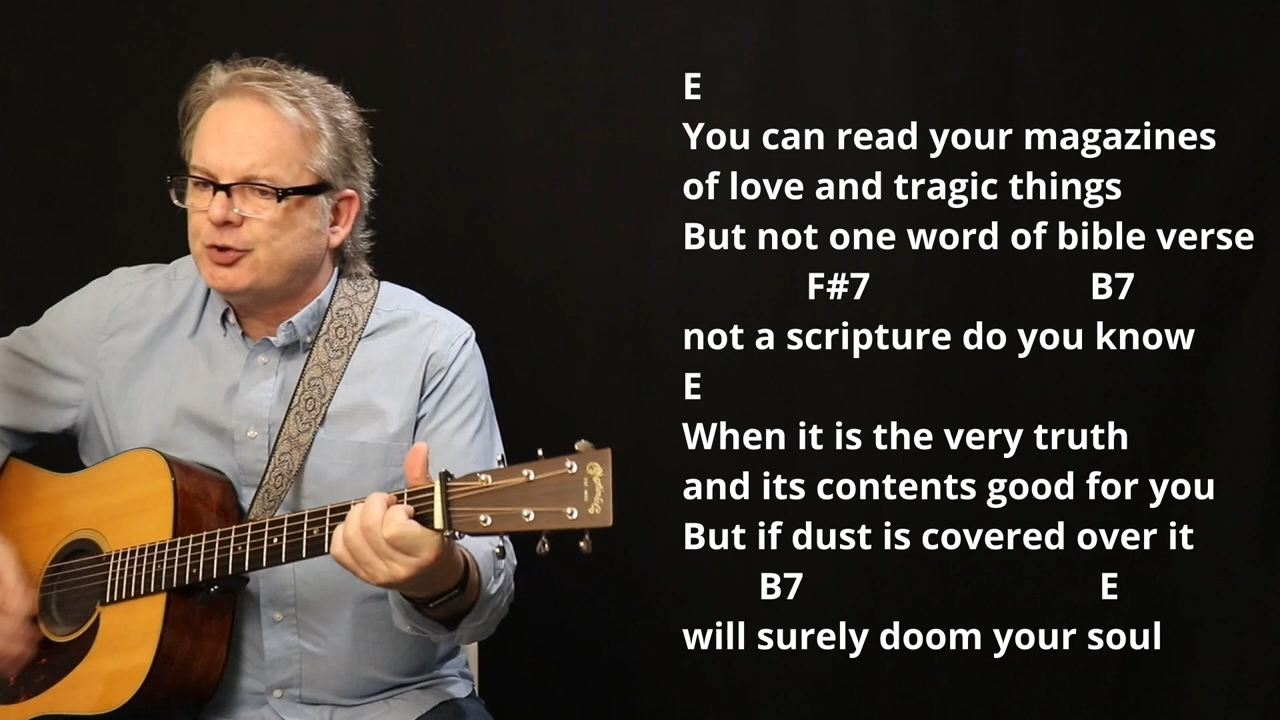 E
You can read your magazines
of love and tragic things
But not one word of bible verse
F#7 B7
not a scripture do you know
E
When it is the very truth
and its contents good for you
But if dust is covered over it
B7 E
will surely doom your soul